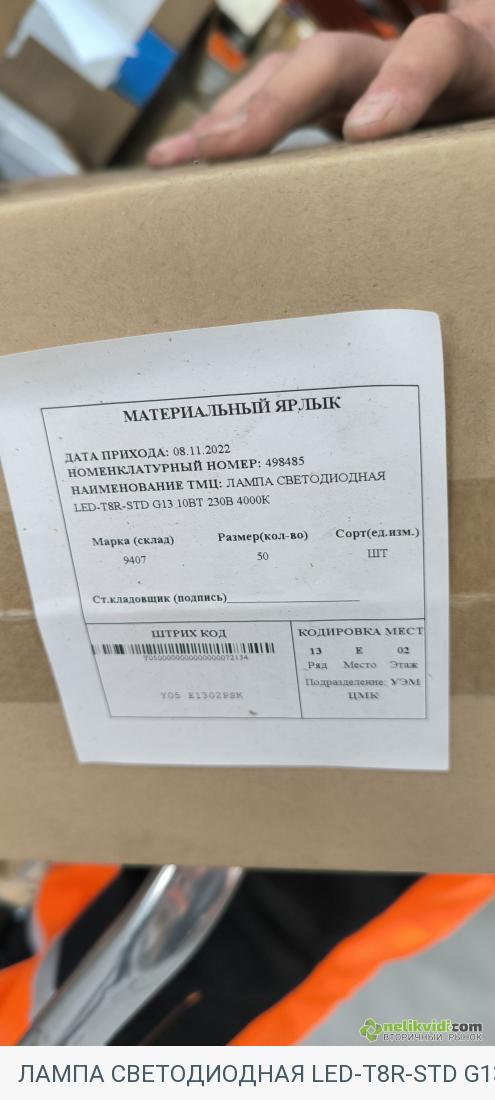 МАТЕРИАЛЬНЫЙ ЯРЛЫК
ДАТА ПРИХОДА: 08.11.2022
НОМЕНКЛАТУРНЫЙ НОМЕР: 498485
НАИМЕНОВАНИЕ ТМЦ: ЛАМПА СВЕТОДИОДНАЯ
LED-T8R-STD G13 10ВТ 230В 4000К
Марка (склад) Размер(кол-во) Сорт(ед.изм.)
9407 50 ШТ
Ст.кладовщик (подпись)
ШТРИХ КОД
Y05000000000000000072134
Y05 E1302PSK
КОДИРОВКА МЕСТ
13 E 02
Ряд Место Этаж
Подразделение: УЭМ
ЦМК
nelikvidi.com
ВТОРИЧНЫЙ РЫНОК
ЛАМПА СВЕТОДИОДНАЯ LED-T8R-STD G13